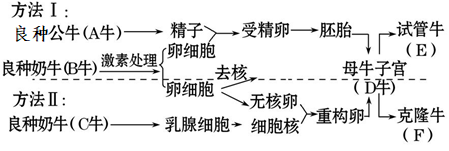 方法Ⅰ:
良种公牛(A牛) 精子 受精卵 胚胎 试管牛
(E)
良种奶牛(B牛) 激素处理 卵细胞 去核 母牛子宫
(D牛)
卵细胞
方法Ⅱ: 无核卵
良种奶牛(C牛) 乳腺细胞 细胞核 重构卵 克隆牛
(F)